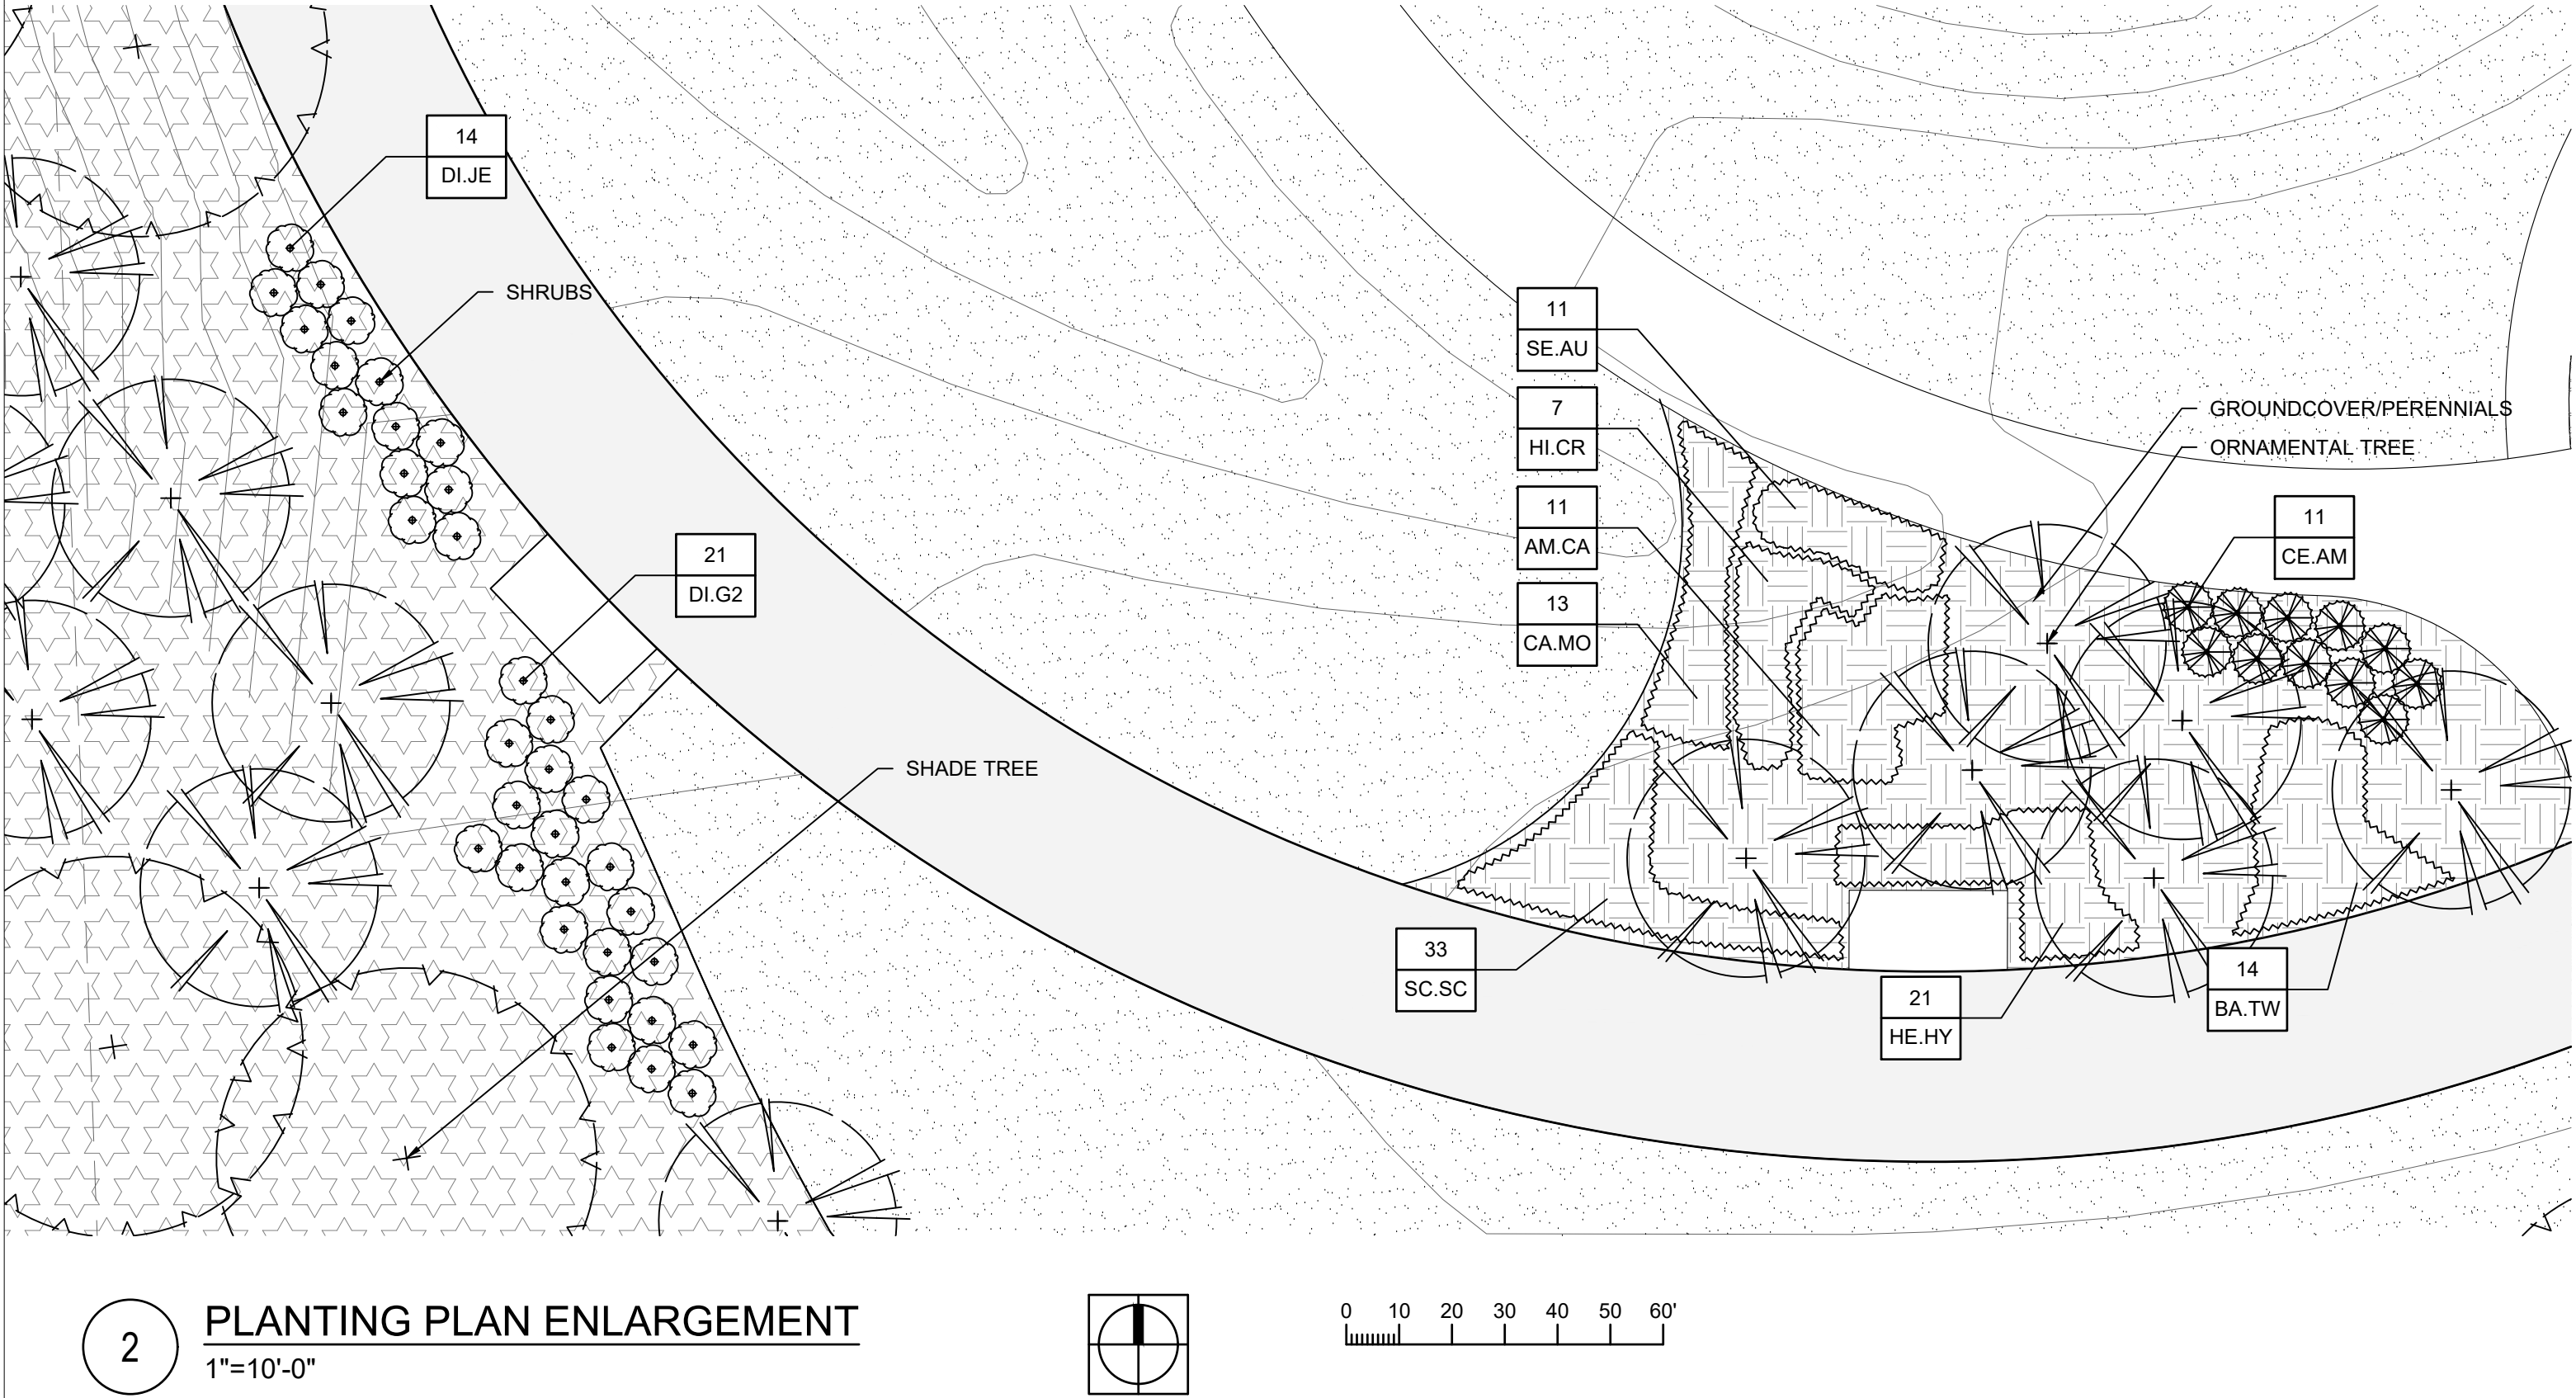 14
DI.JE
SHRUBS
11
SE.AU
7
HI.CR
GROUNDCOVER/PERENNIALS
ORNAMENTAL TREE
11
AM.CA
11
CE.AM
21
DI.G2
13
CA.MO
SHADE TREE
33
SC.SC
21
HE.HY
14
BA.TW
2
PLANTING PLAN ENLARGEMENT
1"=10'-0"
0 10 20 30 40 50 60'